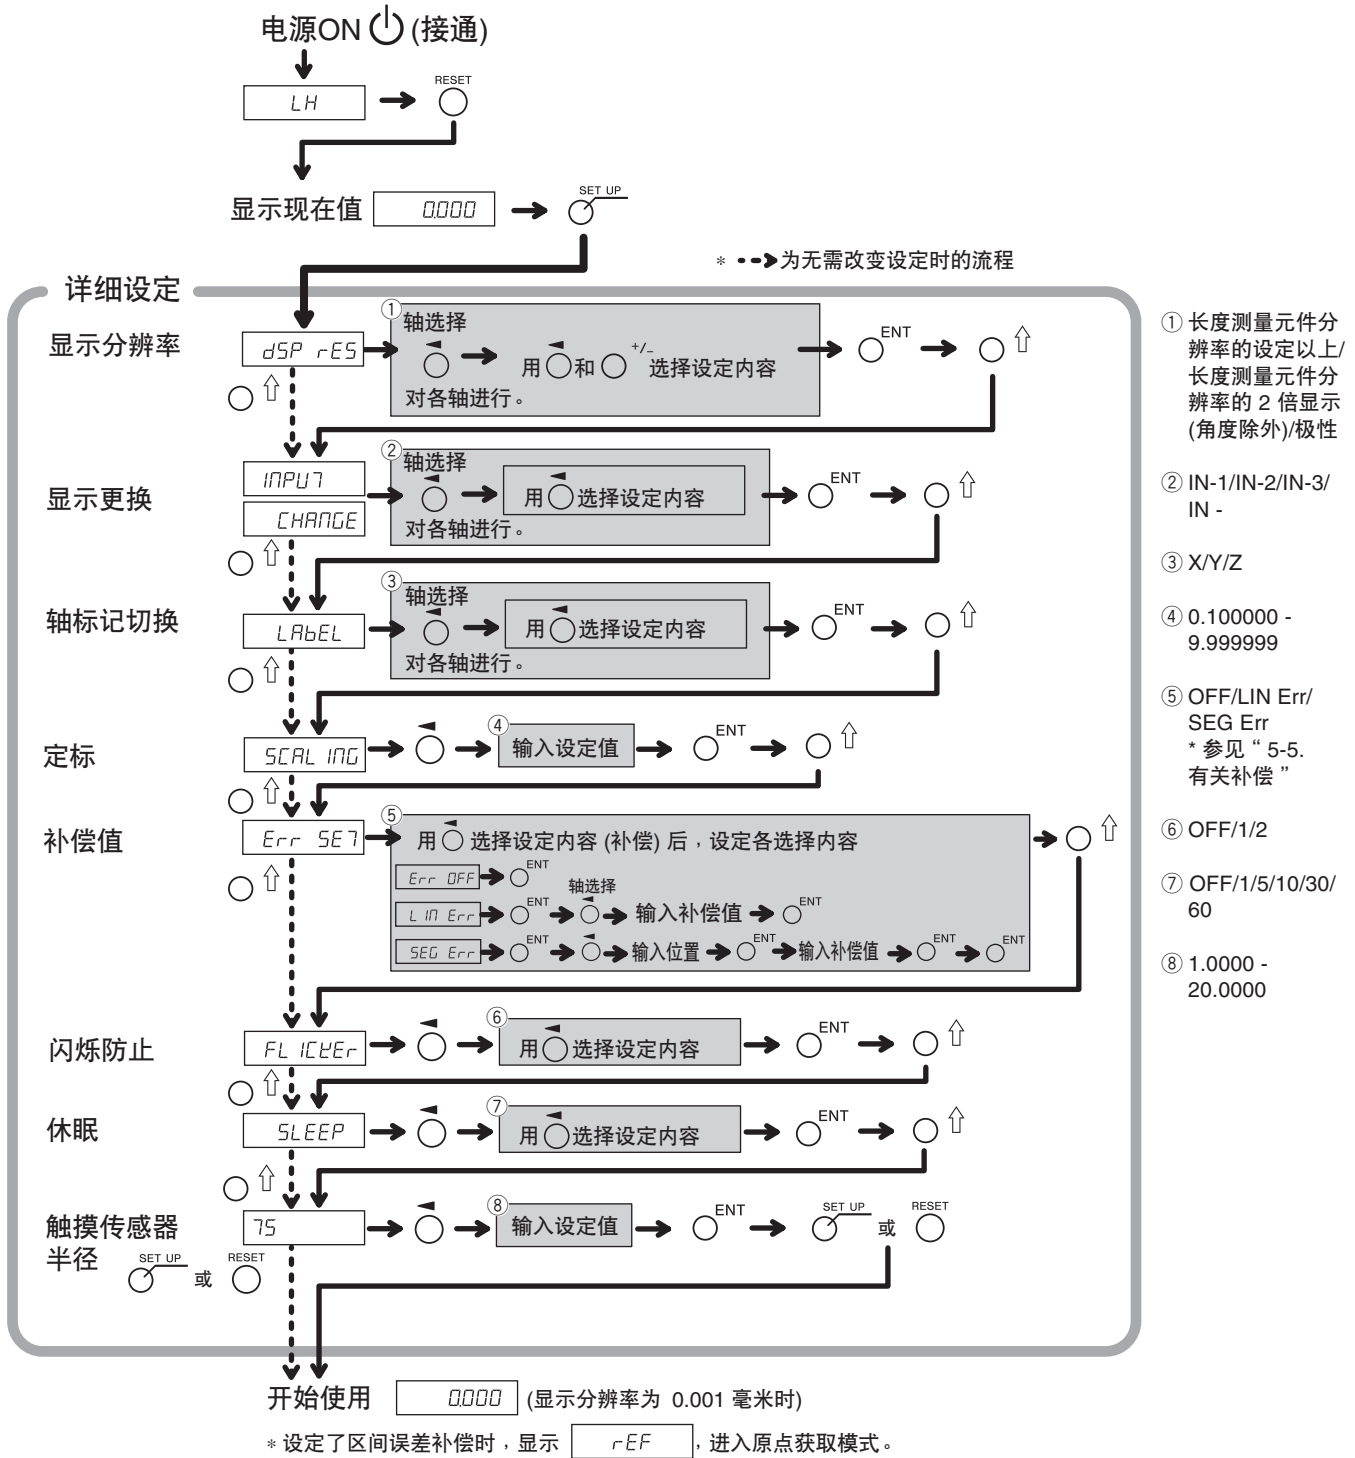 电源ON (接通)
LH
RESET
显示现在值 0.000
SET UP
* 为无需改变设定时的流程
详细设定
显示分辨率
dSP rES
①
轴选择
用 和 +/- 选择设定内容
对各轴进行。
ENT
显示更换
INPUT
CHANGE
②
轴选择
用 选择设定内容
对各轴进行。
ENT
轴标记切换
LAbEL
③
轴选择
用 选择设定内容
对各轴进行。
ENT
定标
SCALING
④
输入设定值
ENT
补偿值
Err SET
⑤
用 选择设定内容 (补偿) 后，设定各选择内容
Err OFF ENT
LIN Err ENT 轴选择 输入补偿值 ENT
SEG Err ENT 输入位置 ENT 输入补偿值 ENT ENT
闪烁防止
FLICKEr
⑥
用 选择设定内容
ENT
休眠
SLEEP
⑦
用 选择设定内容
ENT
触摸传感器
半径
SET UP 或 RESET
TS
⑧
输入设定值
ENT
SET UP 或 RESET
开始使用 0.000 (显示分辨率为 0.001 毫米时)
* 设定了区间误差补偿时，显示 rEF ，进入原点获取模式。
① 长度测量元件分
辨率的设定以上/
长度测量元件分
辨率的 2 倍显示
(角度除外)/极性
② IN-1/IN-2/IN-3/
IN -
③ X/Y/Z
④ 0.100000 -
9.999999
⑤ OFF/LIN Err/
SEG Err
* 参见 “ 5-5.
有关补偿 ”
⑥ OFF/1/2
⑦ OFF/1/5/10/30/
60
⑧ 1.0000 -
20.0000